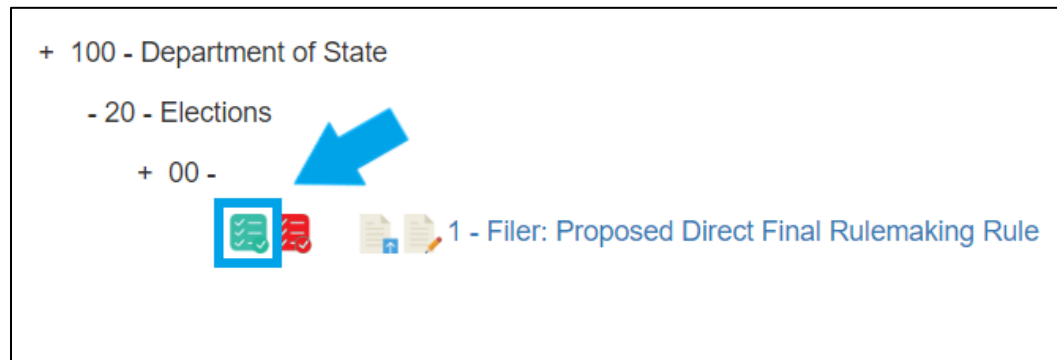 + 100 - Department of State
- 20 - Elections
+ 00 -
1 - Filer: Proposed Direct Final Rulemaking Rule